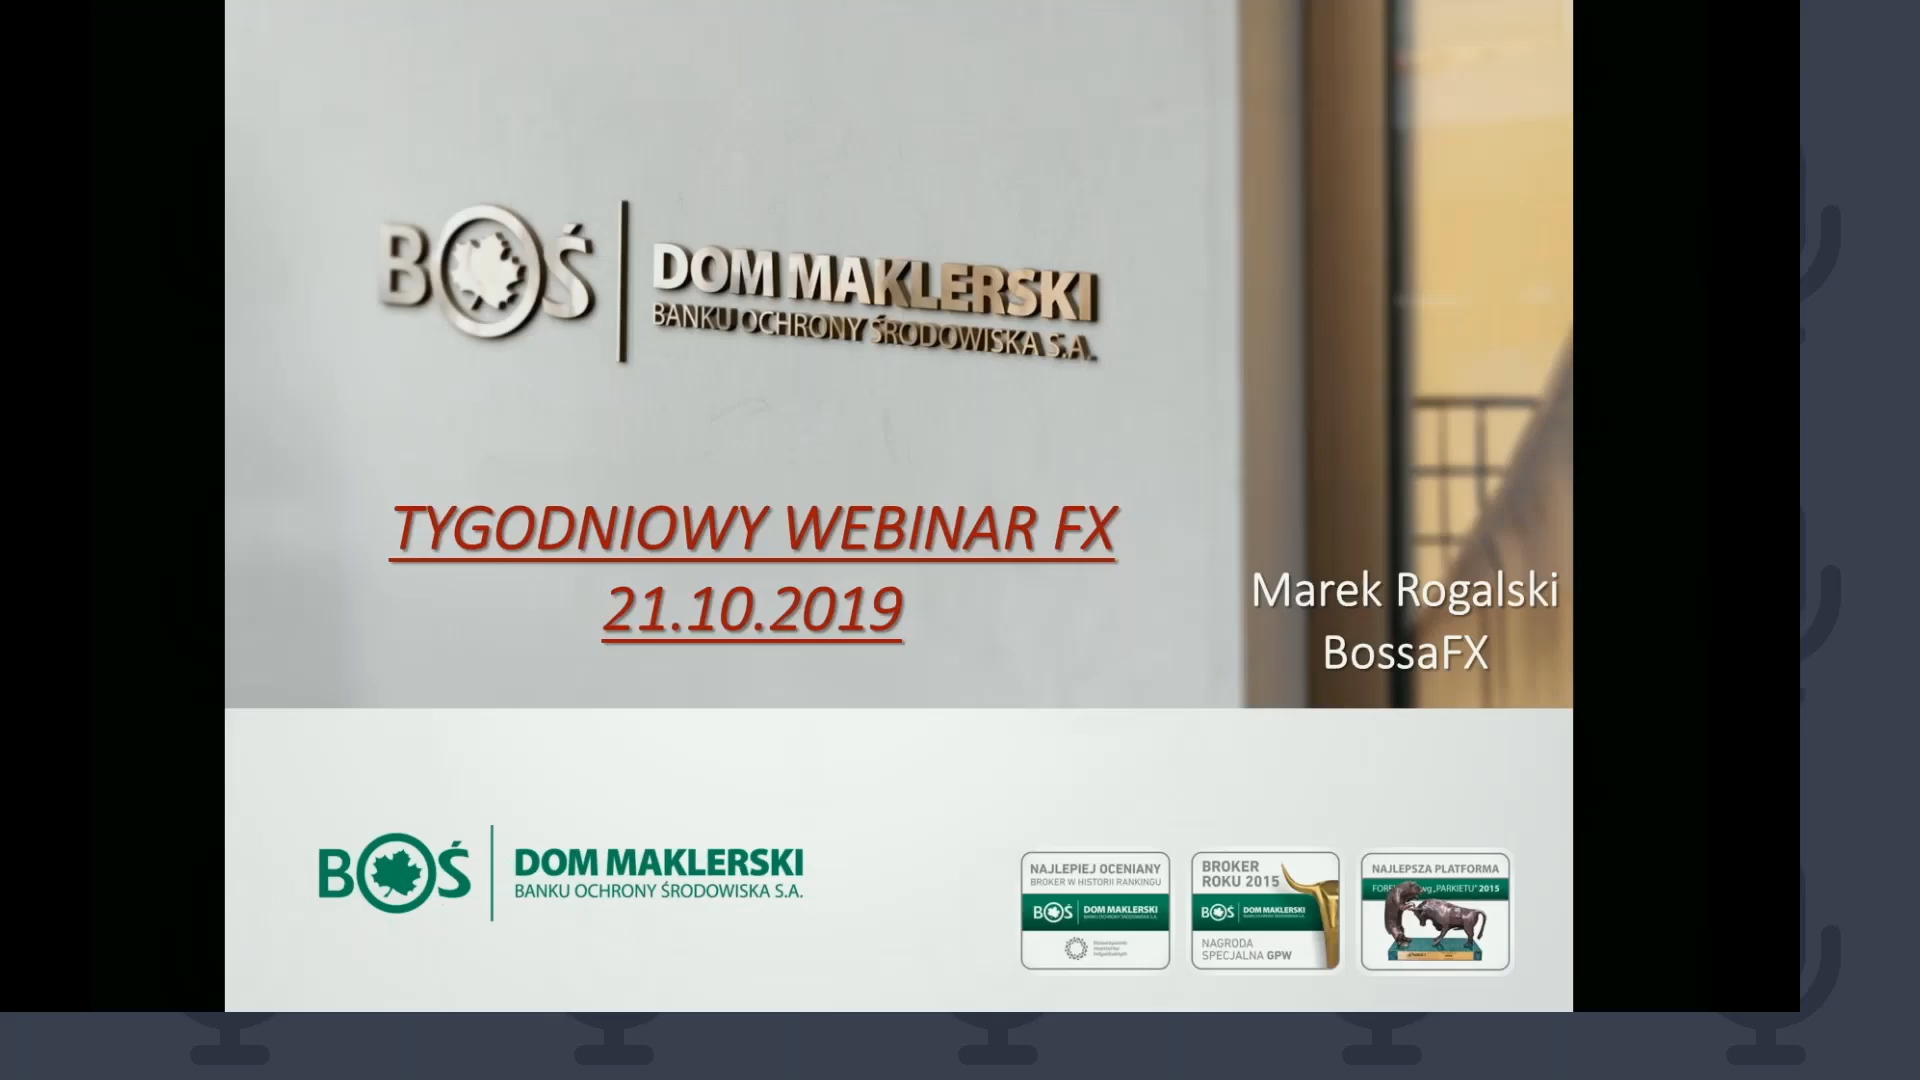 BOŚ
DOM MAKLERSKI
BANKU OCHRONY ŚRODOWISKA S.A.
TYGODNIOWY WEBINAR FX
21.10.2019
Marek Rogalski
BossaFX
BOŚ
DOM MAKLERSKI
BANKU OCHRONY ŚRODOWISKA S.A.
NAJLEPIEJ OCENIANY
BROKER W HISTORII RANKINGU
BOŚ DOM MAKLERSKI
BROKER
ROKU 2015
BOŚ DOM MAKLERSKI
NAGRODA
SPECJALNA GPW
NAJLEPSZA PLATFORMA
wg „PARKIETU” 2015